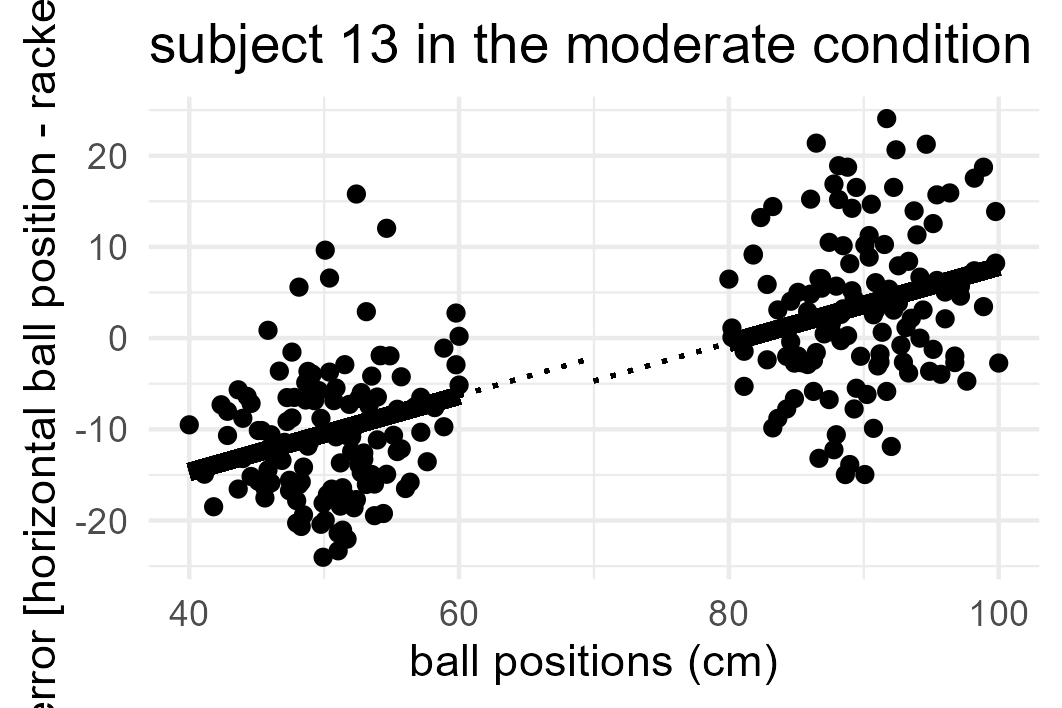 subject 13 in the moderate condition
error [horizontal ball position -
20
10
0
-10
-20
40 60 80 100
ball positions (cm)